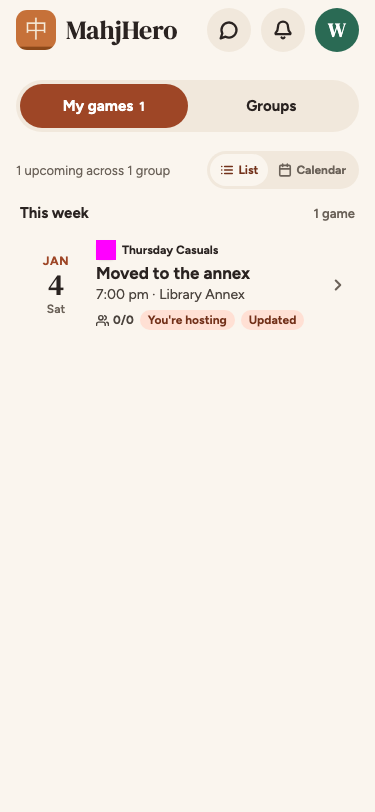 中 MahjHero W
My games 1 Groups
1 upcoming across 1 group List Calendar
This week 1 game
Thursday Casuals
JAN
4
Sat
Moved to the annex
7:00 pm · Library Annex
0/0 You're hosting Updated